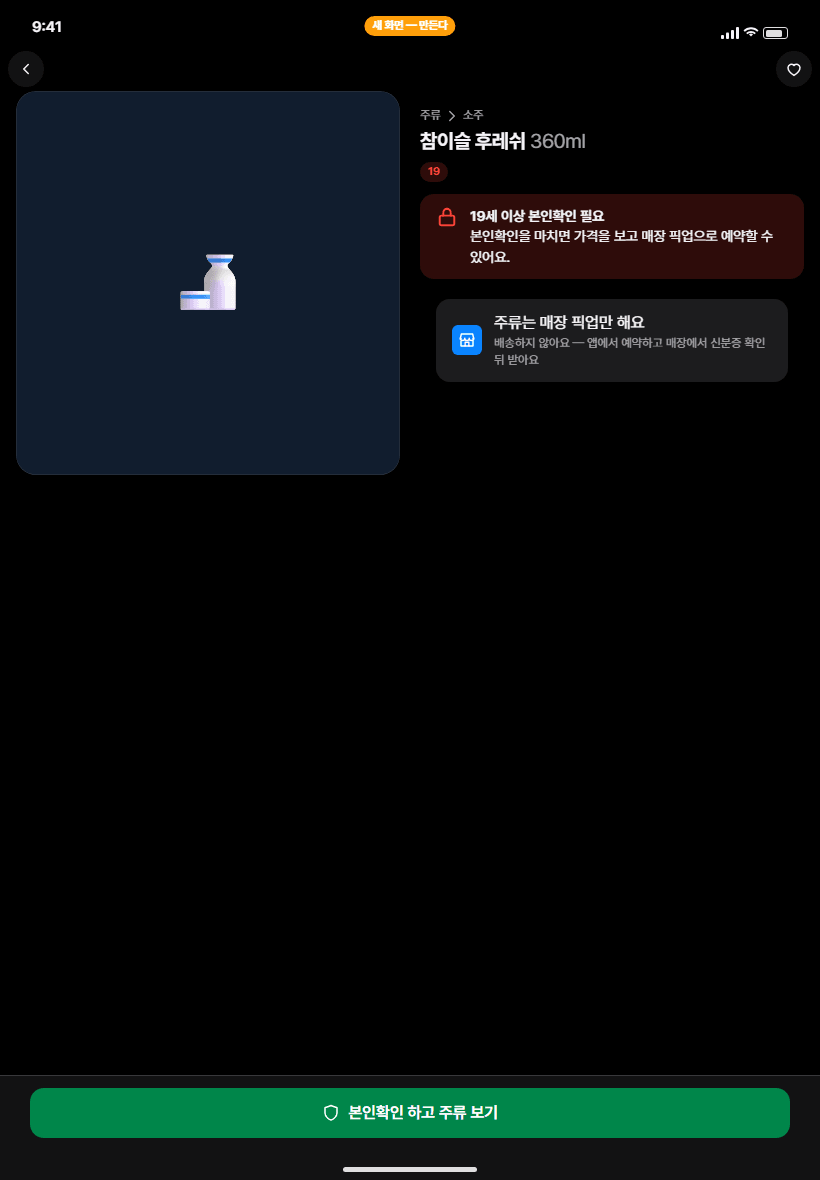 9:41
새 화면 — 만든다
주류 > 소주
참이슬 후레쉬 360ml
19
19세 이상 본인확인 필요
본인확인을 마치면 가격을 보고 매장 픽업으로 예약할 수
있어요.
주류는 매장 픽업만 해요
배송하지 않아요 — 앱에서 예약하고 매장에서 신분증 확인
뒤 받아요
본인확인 하고 주류 보기